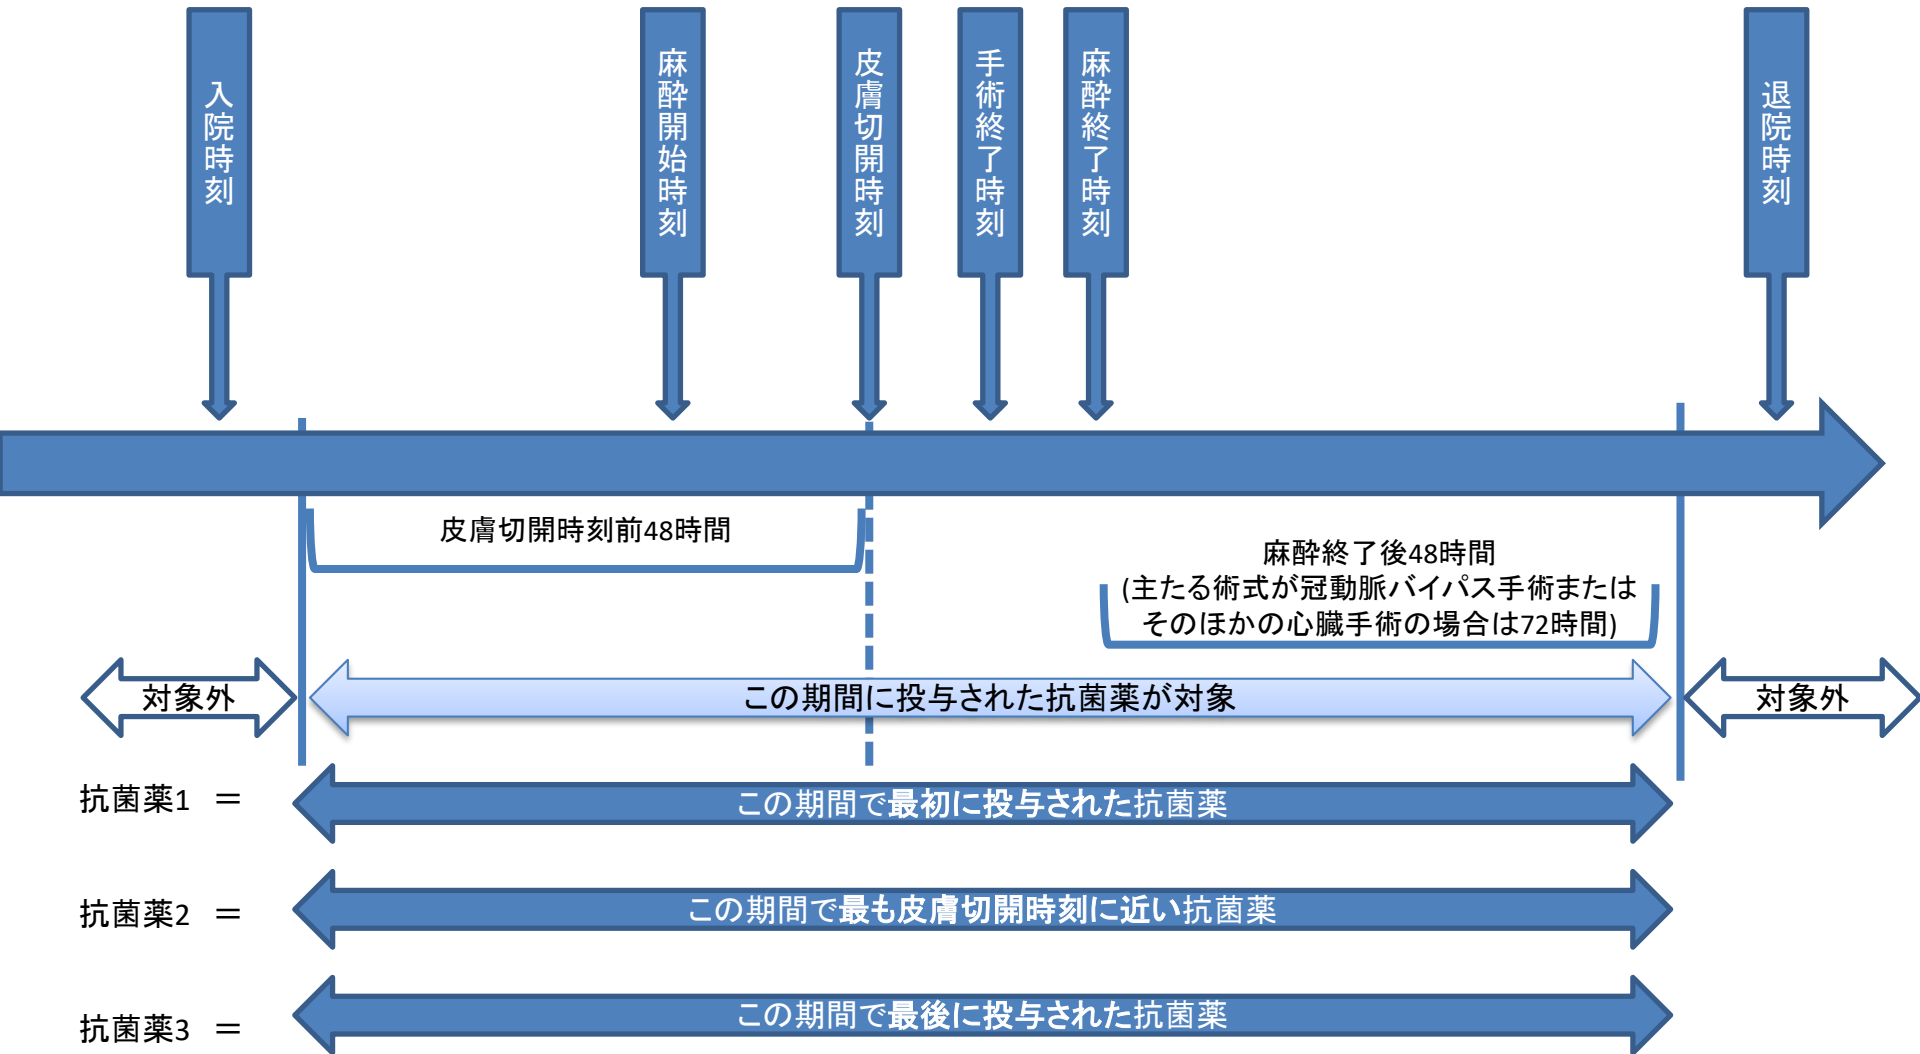 入院時刻
麻酔開始時刻
皮膚切開時刻
手術終了時刻
麻酔終了時刻
退院時刻
皮膚切開時刻前48時間
麻酔終了後48時間
(主たる術式が冠動脈バイパス手術または
そのほかの心臓手術の場合は72時間)
対象外
この期間に投与された抗菌薬が対象
対象外
抗菌薬1 ＝
この期間で最初に投与された抗菌薬
抗菌薬2 ＝
この期間で最も皮膚切開時刻に近い抗菌薬
抗菌薬3 ＝
この期間で最後に投与された抗菌薬